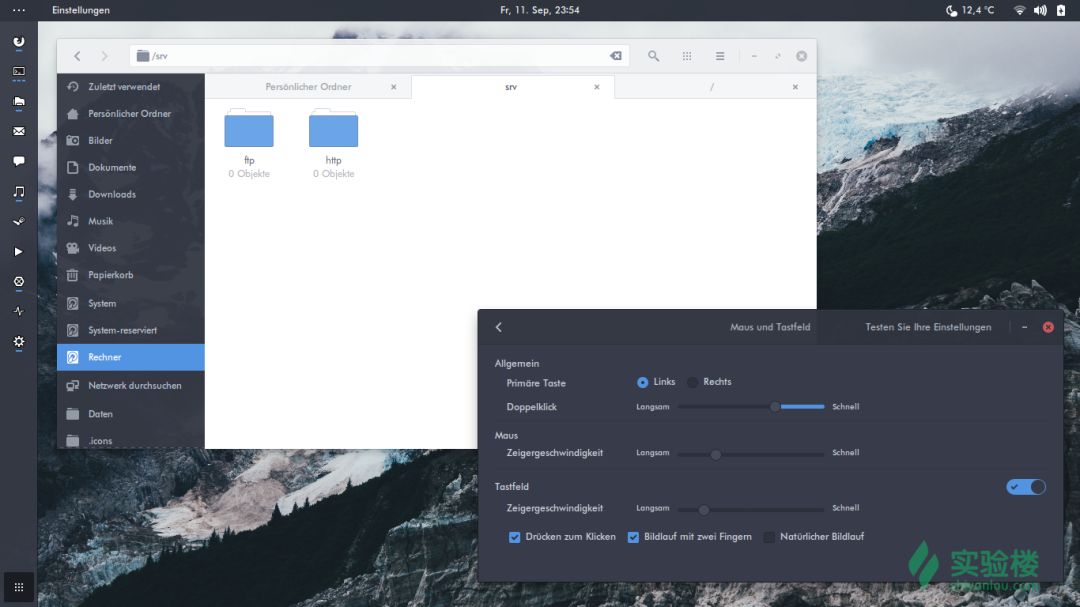 Einstellungen
Fr, 11. Sep, 23:54
12,4 °C
/srv
Zuletzt verwendet
Persönlicher Ordner
Bilder
Dokumente
Downloads
Musik
Videos
Papierkorb
System
System-reserviert
Rechner
Netzwerk durchsuchen
Daten
.icons
Persönlicher Ordner
srv
/
ftp
0 Objekte
http
0 Objekte
Maus und Tastfeld
Testen Sie Ihre Einstellungen
Allgemein
Primäre Taste
Links
Rechts
Doppelklick
Langsam
Schnell
Maus
Zeigergeschwindigkeit
Langsam
Schnell
Tastfeld
Zeigergeschwindigkeit
Langsam
Schnell
Drücken zum Klicken
Bildlauf mit zwei Fingern
Natürlicher Bildlauf
实验楼
shiyanlou.com